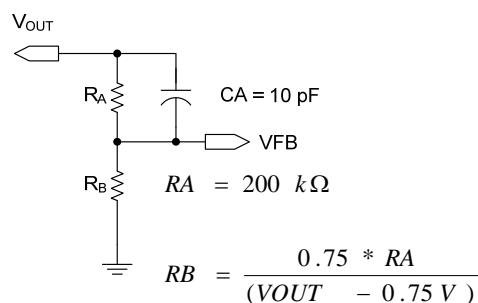 VOUT
RA
CA = 10 pF
VFB
RB
RA = 200 kΩ
RB = 0.75 * RA / (VOUT - 0.75 V)